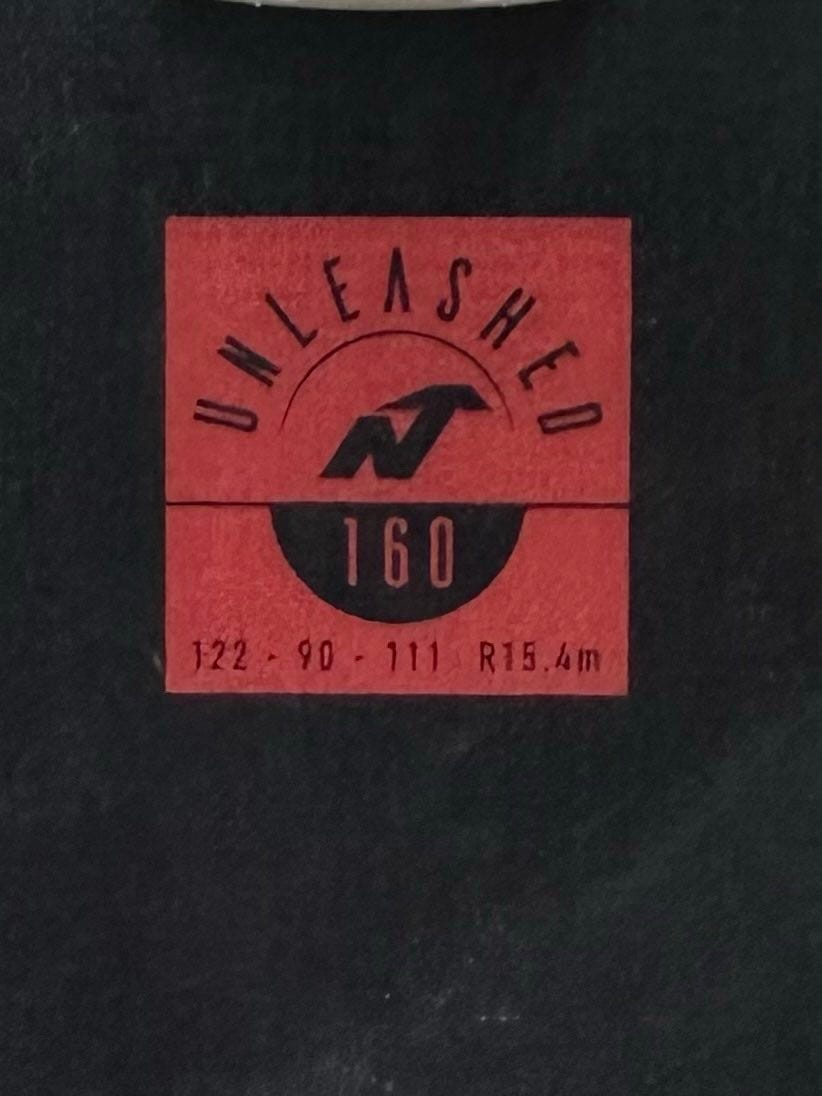 UNLEASHED
N
160
122 - 90 - 111 R15.4m